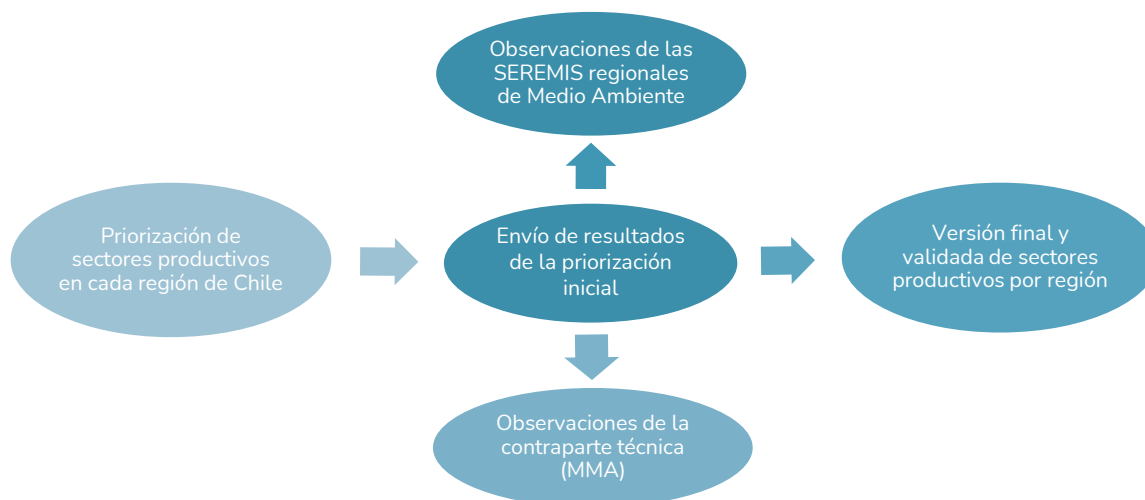 Observaciones de las
SEREMIS regionales
de Medio Ambiente
Priorización de
sectores productivos
en cada región de Chile
Envío de resultados
de la priorización
inicial
Versión final y
validada de sectores
productivos por región
Observaciones de la
contraparte técnica
(MMA)